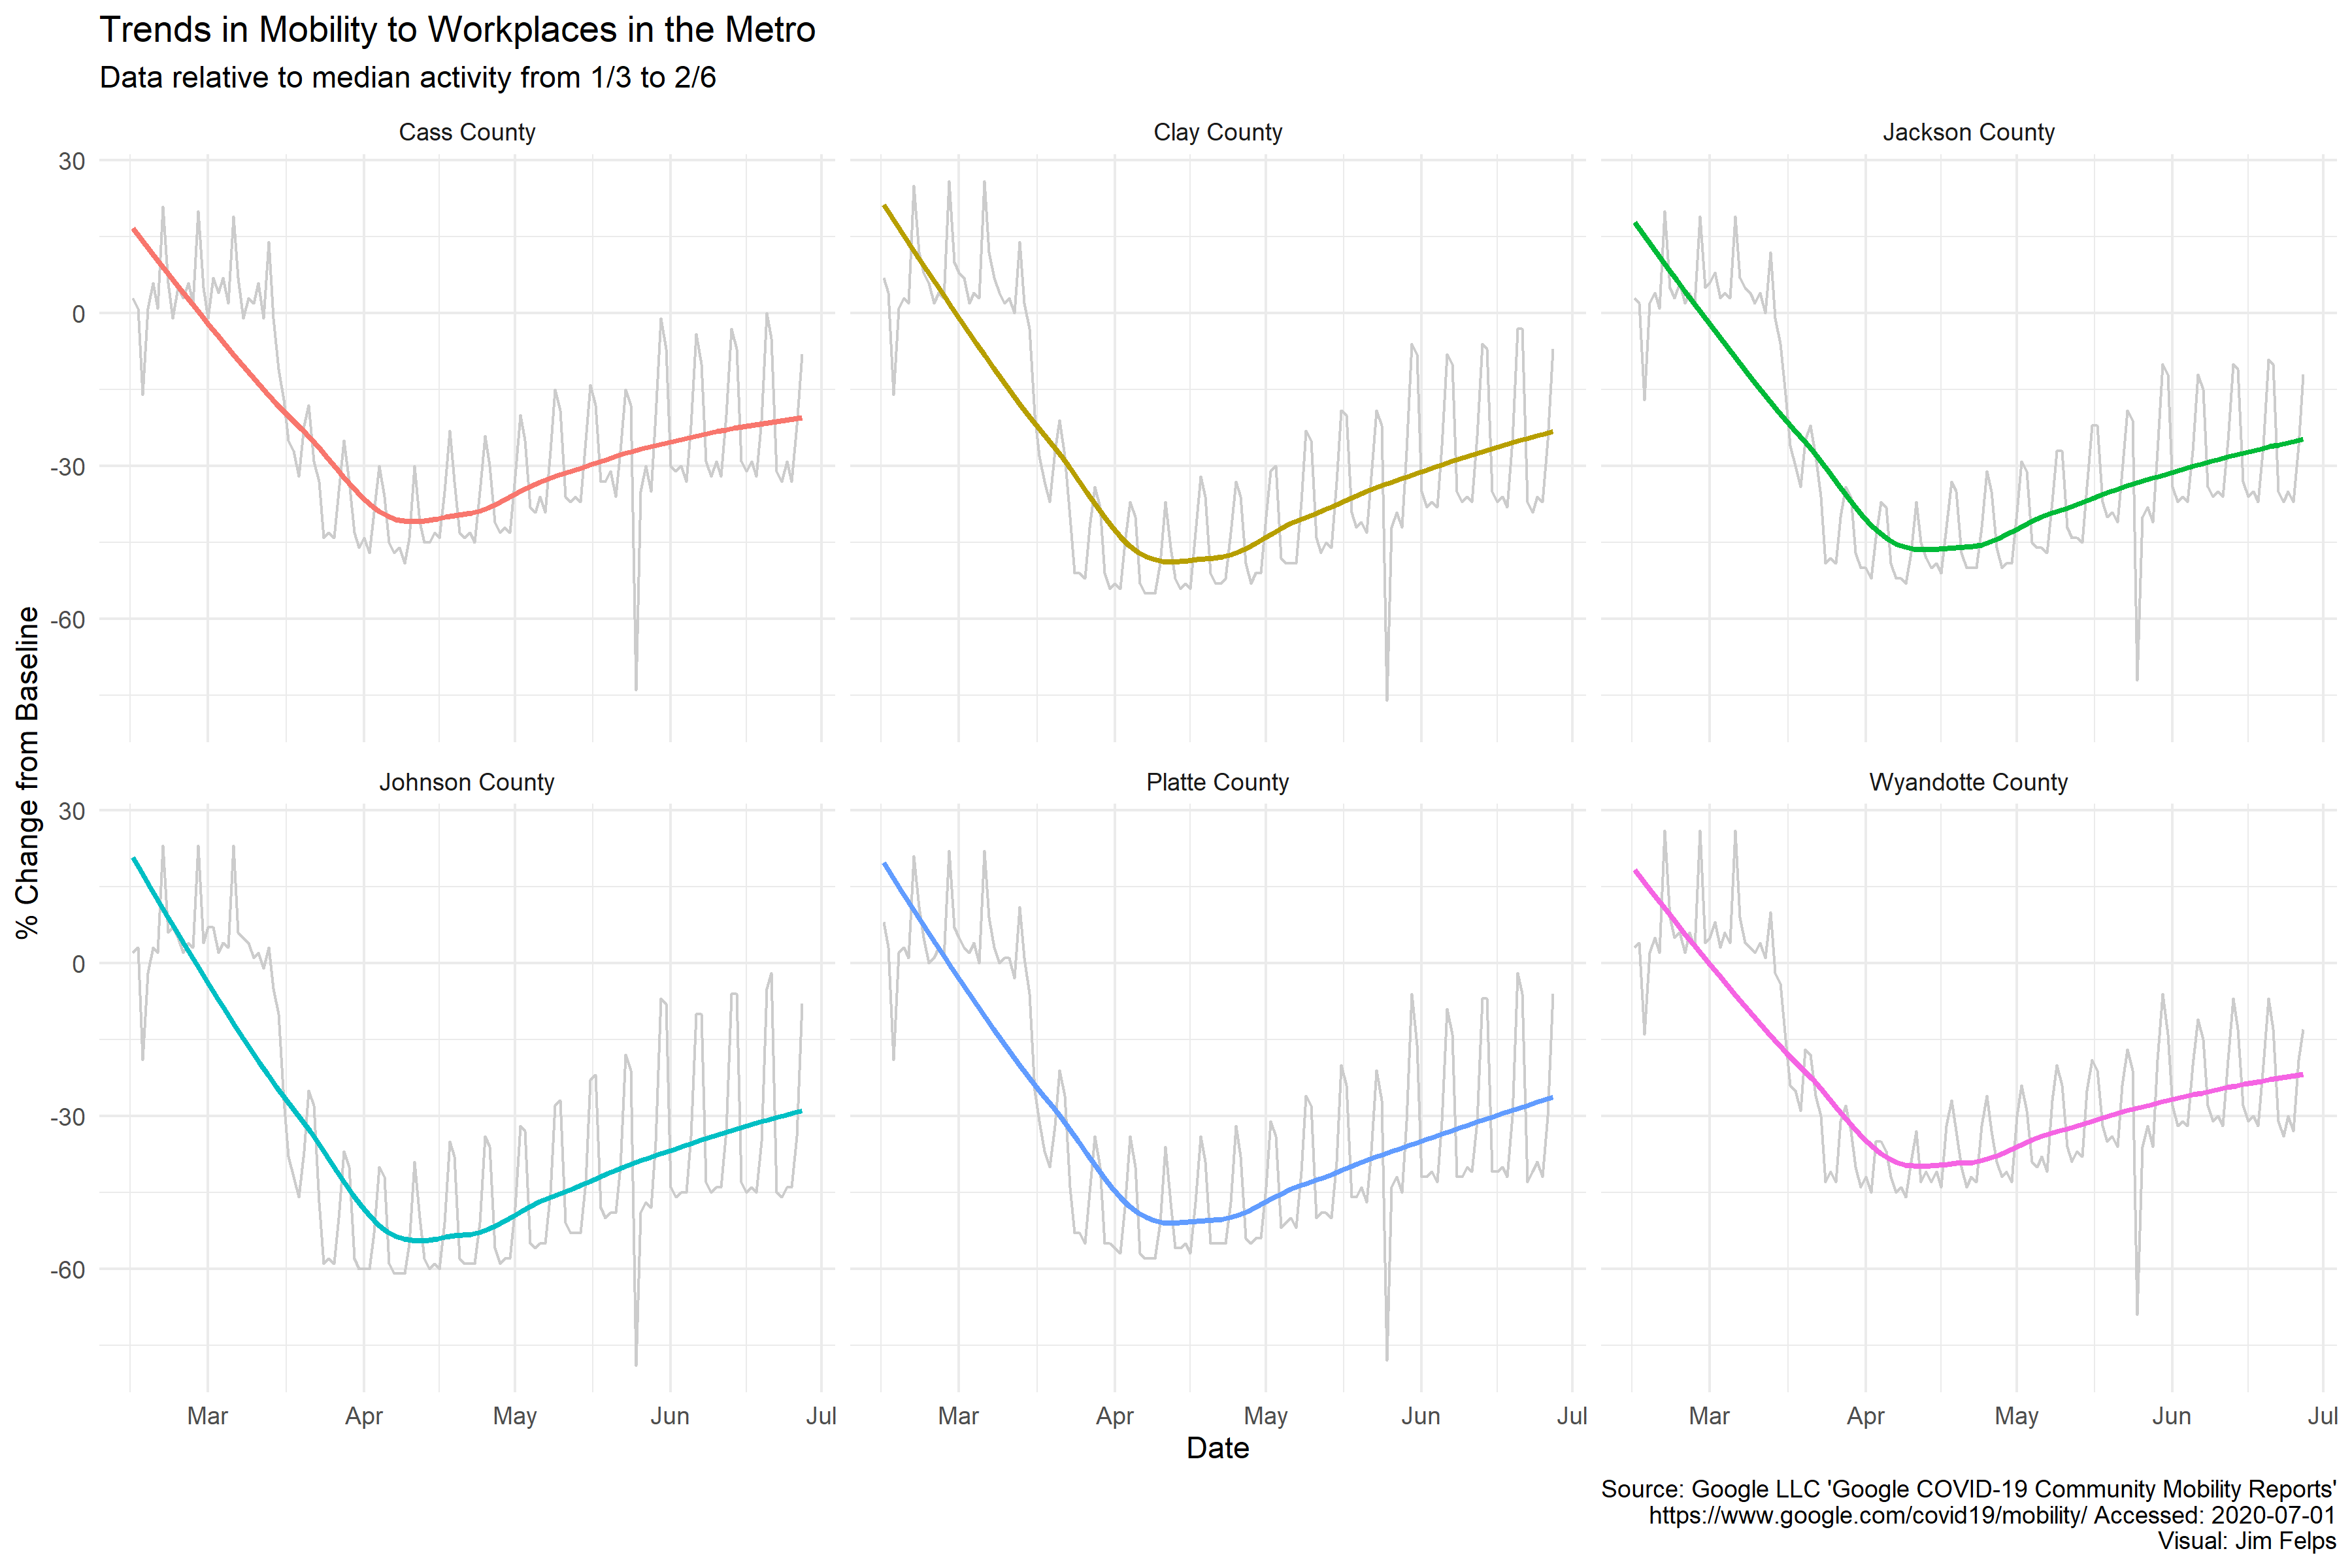 Trends in Mobility to Workplaces in the Metro
Data relative to median activity from 1/3 to 2/6
Cass County
Clay County
Jackson County
30
0
-30
-60
% Change from Baseline
Johnson County
Platte County
Wyandotte County
30
0
-30
-60
Mar Apr May Jun Jul
Mar Apr May Jun Jul
Mar Apr May Jun Jul
Date
Source: Google LLC 'Google COVID-19 Community Mobility Reports'
https://www.google.com/covid19/mobility/ Accessed: 2020-07-01
Visual: Jim Felps